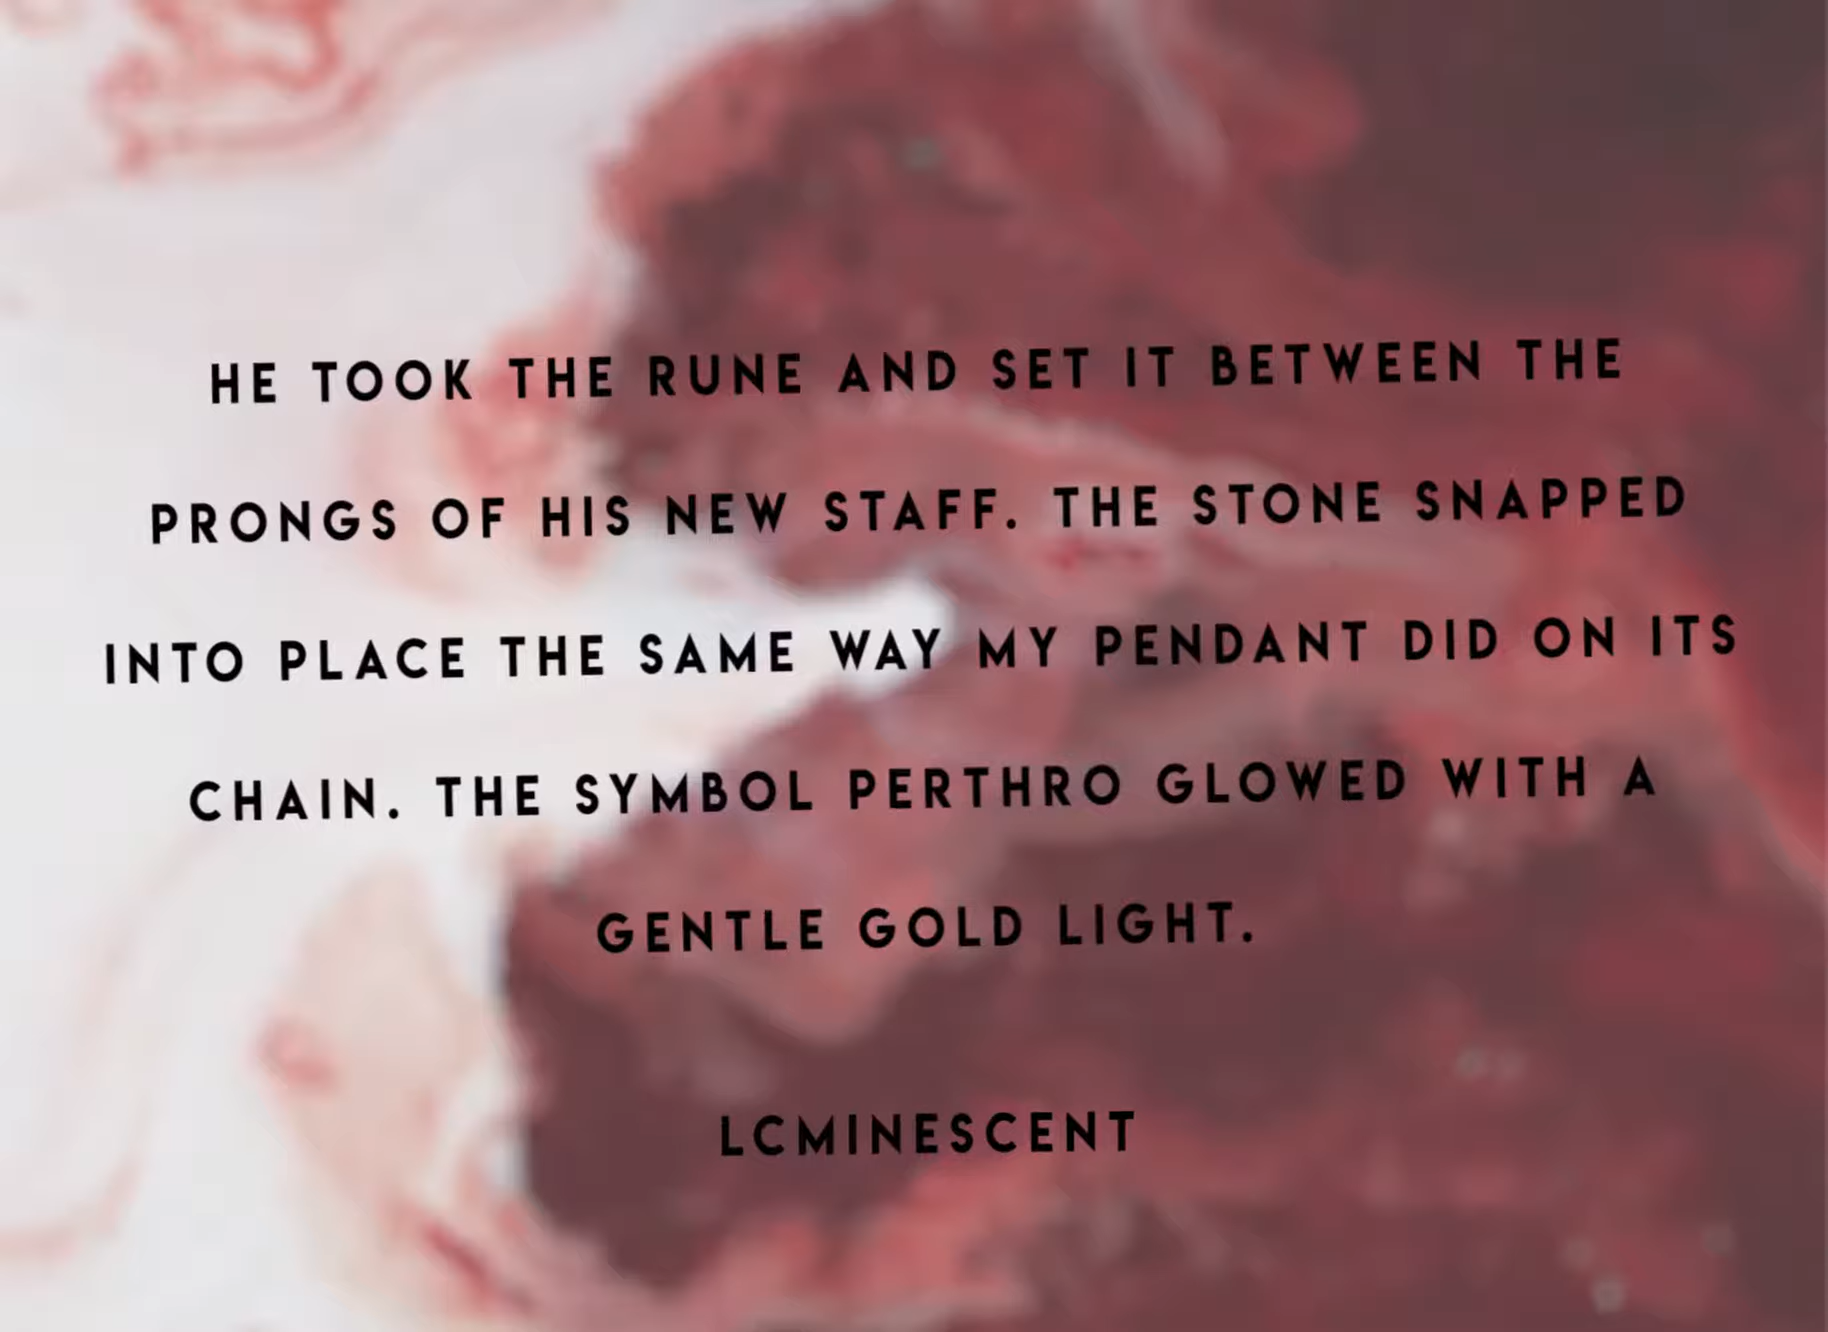 HE TOOK THE RUNE AND SET IT BETWEEN THE
PRONGS OF HIS NEW STAFF. THE STONE SNAPPED
INTO PLACE THE SAME WAY MY PENDANT DID ON ITS
CHAIN. THE SYMBOL PERTHRO GLOWED WITH A
GENTLE GOLD LIGHT.
LCMINESCENT